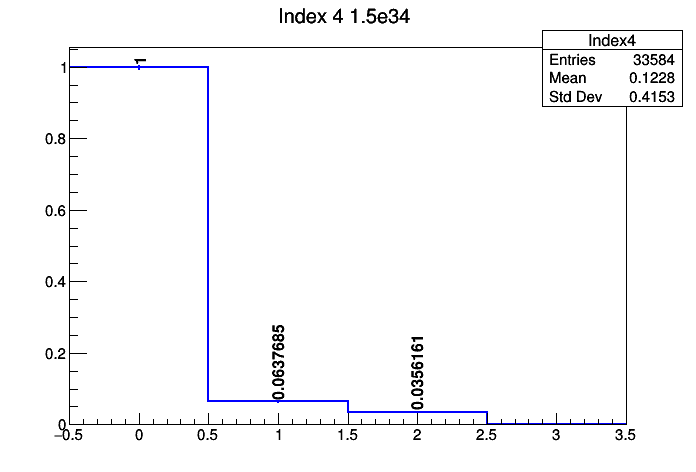 Index 4 1.5e34
Index4
Entries 33584
Mean 0.1228
Std Dev 0.4153
1
0.8
0.6
0.4
0.2
0
1
0.0637685
0.0356161
−0.5 0 0.5 1 1.5 2 2.5 3 3.5